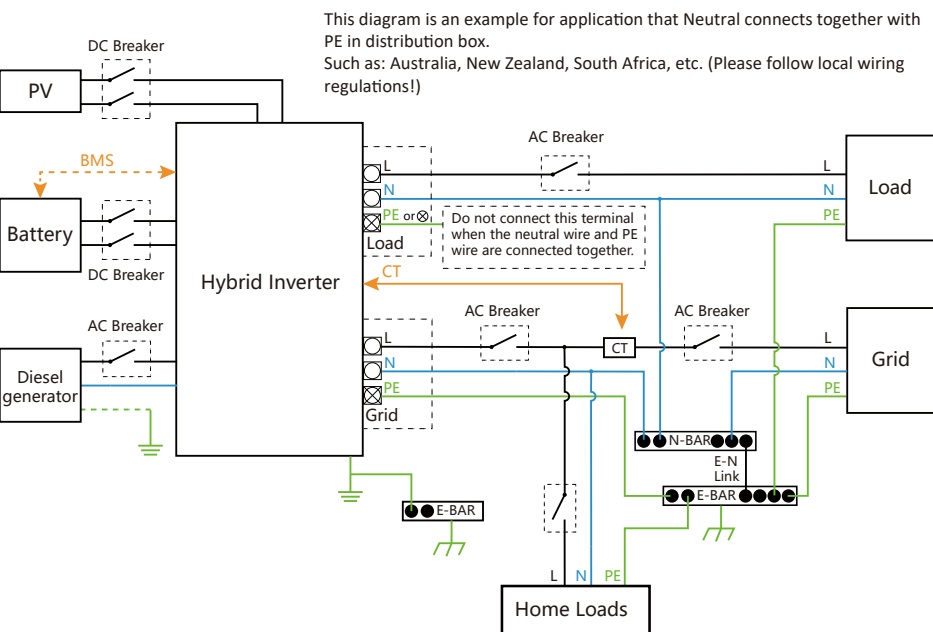 This diagram is an example for application that Neutral connects together with
PE in distribution box.
Such as: Australia, New Zealand, South Africa, etc. (Please follow local wiring
regulations!)
DC Breaker
PV
AC Breaker
BMS
L
L
Load
N
N
Battery
PE or
PE
Do not connect this terminal
when the neutral wire and PE
wire are connected together.
Load
DC Breaker
CT
Hybrid Inverter
AC Breaker
AC Breaker
AC Breaker
L
CT
L
Grid
N
N
Diesel
generator
PE
PE
Grid
N-BAR
E-N
Link
E-BAR
E-BAR
L
N
PE
Home Loads